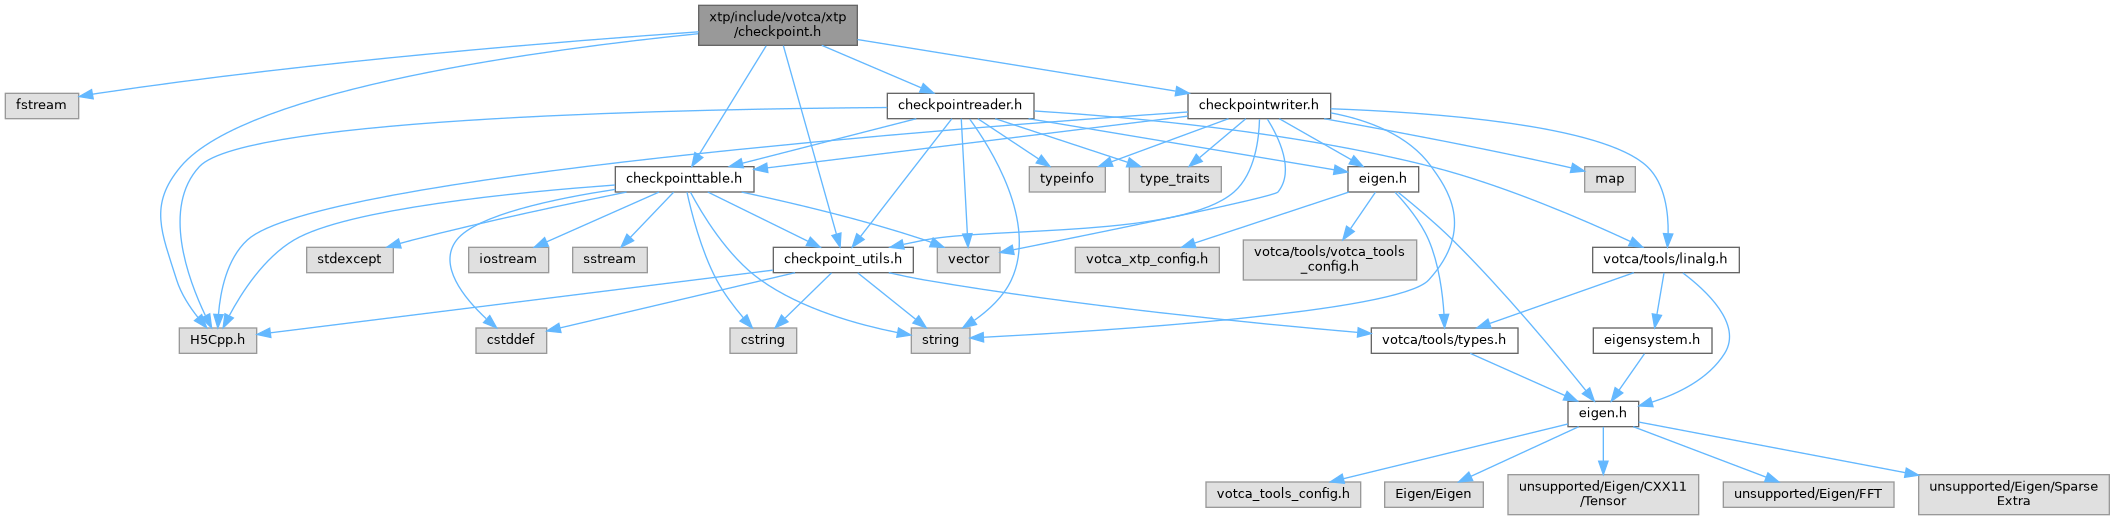 xtp/include/votca/xtp
/checkpoint.h
fstream
checkpointreader.h
checkpointwriter.h
checkpointtable.h
typeinfo
type_traits
eigen.h
map
stdexcept
iostream
sstream
checkpoint_utils.h
vector
votca_xtp_config.h
votca/tools/votca_tools
_config.h
votca/tools/linalg.h
H5Cpp.h
cstddef
cstring
string
votca/tools/types.h
eigensystem.h
eigen.h
votca_tools_config.h
Eigen/Eigen
unsupported/Eigen/CXX11
/Tensor
unsupported/Eigen/FFT
unsupported/Eigen/Sparse
Extra